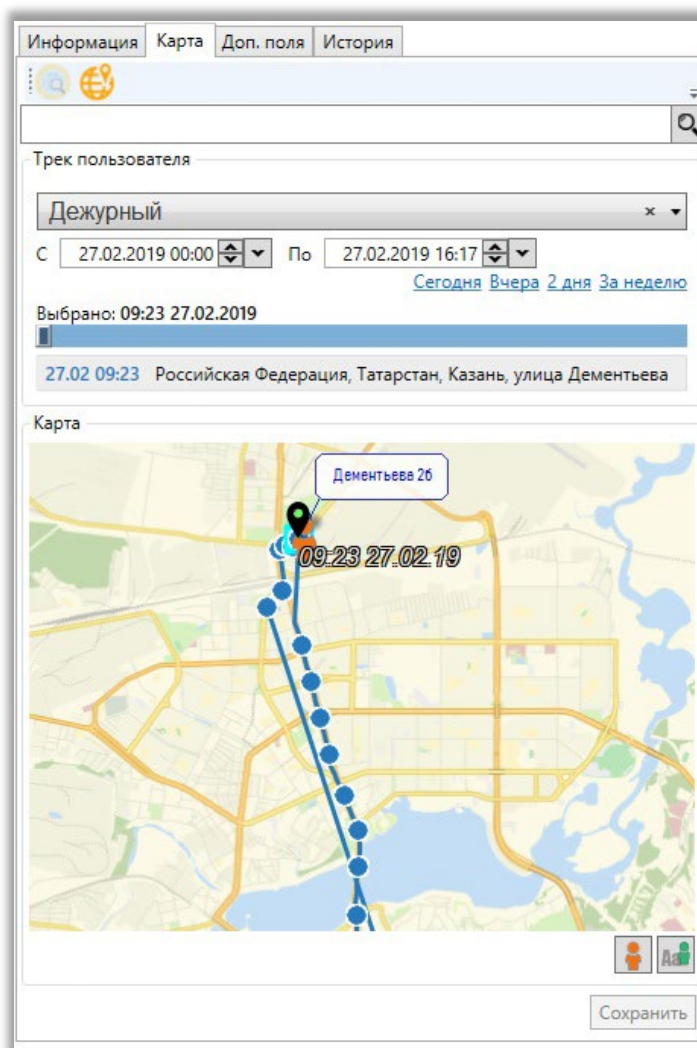 Информация Карта Доп. поля История
Трек пользователя
Дежурный
С 27.02.2019 00:00 По 27.02.2019 16:17
Сегодня Вчера 2 дня За неделю
Выбрано: 09:23 27.02.2019
27.02 09:23 Российская Федерация, Татарстан, Казань, улица Дементьева
Карта
Дементьева 2б
09:23 27.02.19
Аа
Сохранить